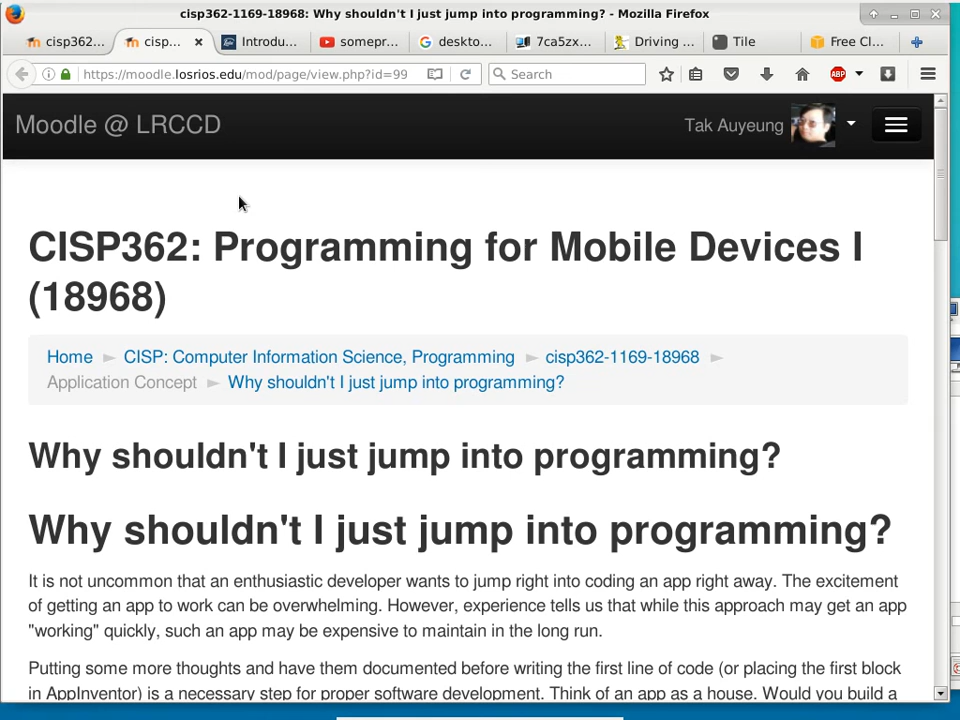 cisp362-1169-18968: Why shouldn't I just jump into programming? - Mozilla Firefox
cisp362... cisp... Introdu... somepr... deskto... 7ca5zx... Driving ... Tile Free Cl...
https://moodle.losrios.edu/mod/page/view.php?id=99 Search ABP
Moodle @ LRCCD Tak Auyeung
CISP362: Programming for Mobile Devices I
(18968)
Home ► CISP: Computer Information Science, Programming ► cisp362-1169-18968 ►
Application Concept ► Why shouldn't I just jump into programming?
Why shouldn't I just jump into programming?
Why shouldn't I just jump into programming?
It is not uncommon that an enthusiastic developer wants to jump right into coding an app right away. The excitement
of getting an app to work can be overwhelming. However, experience tells us that while this approach may get an app
"working" quickly, such an app may be expensive to maintain in the long run.
Putting some more thoughts and have them documented before writing the first line of code (or placing the first block
in AppInventor) is a necessary step for proper software development. Think of an app as a house. Would you build a